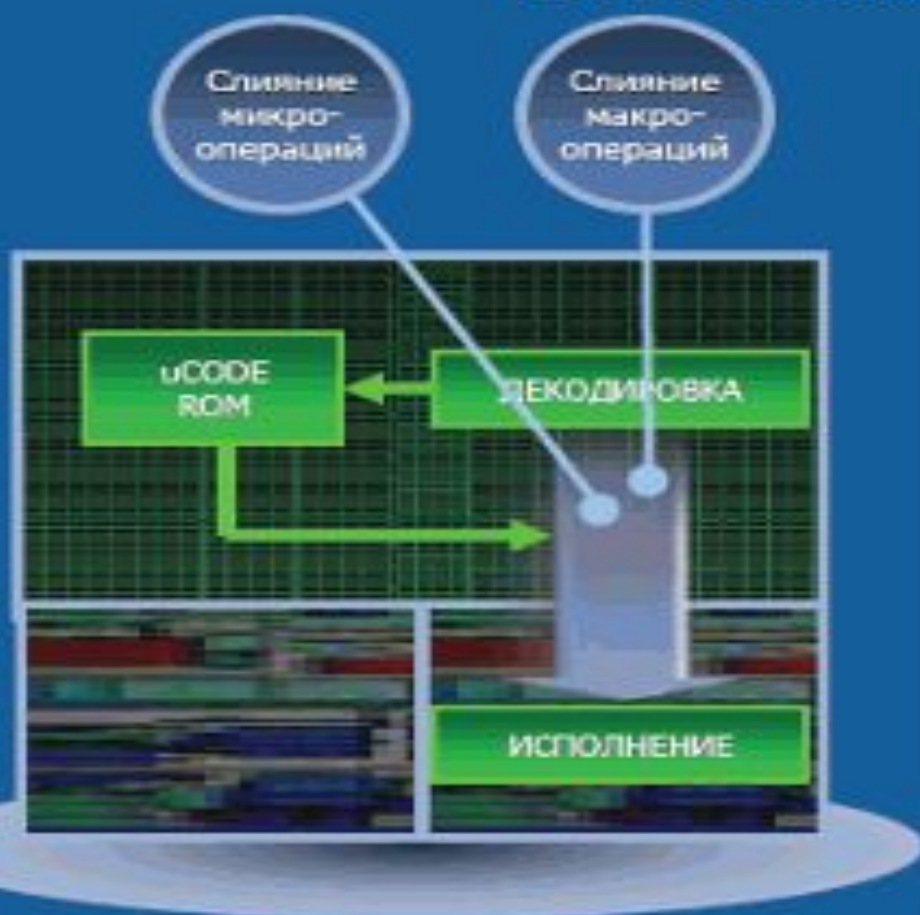 Слияние
микро-
операций
Слияние
макро-
операций
uCODE
ROM
ДЕКОДИРОВКА
ИСПОЛНЕНИЕ